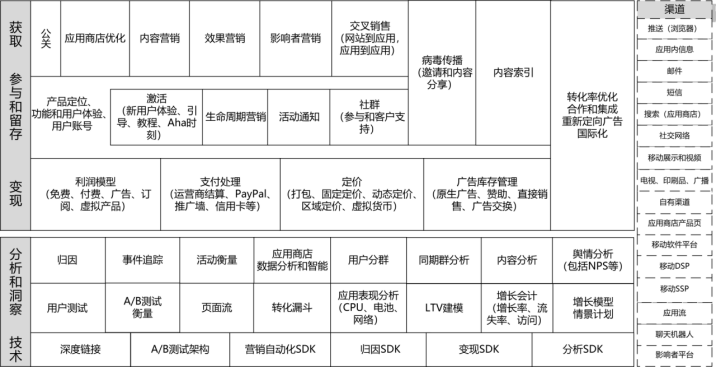 获取
公关
应用商店优化
内容营销
效果营销
影响者营销
交叉销售
(网站到应用，
应用到应用)
病毒传播
(邀请和内容
分享)
内容索引
转化率优化
合作和集成
重新定向广告
国际化
参与和留存
产品定位、
功能和用户体验、
用户账号
激活
(新用户体验、引
导、教程、Aha时
刻)
生命周期营销
活动通知
社群
(参与和客户支
持)
变现
利润模型
(免费、付费、广告、订
阅、虚拟产品)
支付处理
(运营商结算、PayPal、
推广墙、信用卡等)
定价
(打包、固定定价、动态定价、
区域定价、虚拟货币)
广告库存管理
(原生广告、赞助、直接销
售、广告交换)
分析和洞察
归因
事件追踪
活动衡量
应用商店
数据分析和智能
用户分群
同期群分析
内容分析
舆情分析
(包括NPS等)
用户测试
A/B测试
衡量
页面流
转化漏斗
应用表现分析
(CPU、电池、
网络)
LTV建模
增长会计
(增长率、流
失率、访问)
增长模型
情景计划
技术
深度链接
A/B测试架构
营销自动化SDK
归因SDK
变现SDK
分析SDK
渠道
推送（浏览器）
应用内信息
邮件
短信
搜索（应用商店）
社交网络
移动展示和视频
电视、印刷品、广播
自有渠道
应用商店产品页
移动软件平台
移动DSP
移动SSP
应用流
聊天机器人
影响者平台